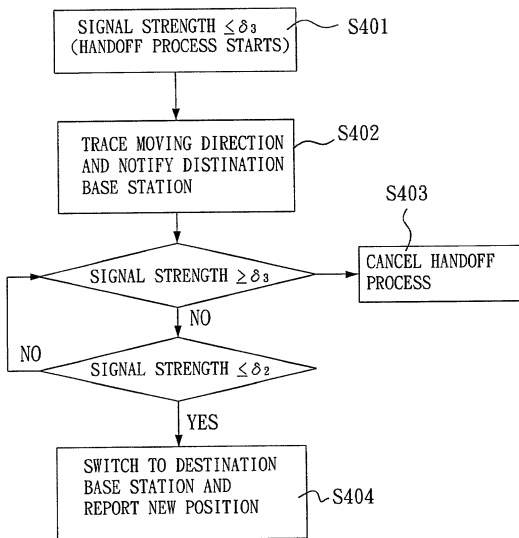 SIGNAL STRENGTH ≤δ3
(HANDOFF PROCESS STARTS)
S401
TRACE MOVING DIRECTION
AND NOTIFY DISTINATION
BASE STATION
S402
SIGNAL STRENGTH ≥δ3
S403
CANCEL HANDOFF
PROCESS
NO
SIGNAL STRENGTH ≤δ2
NO
YES
SWITCH TO DESTINATION
BASE STATION AND
REPORT NEW POSITION
S404